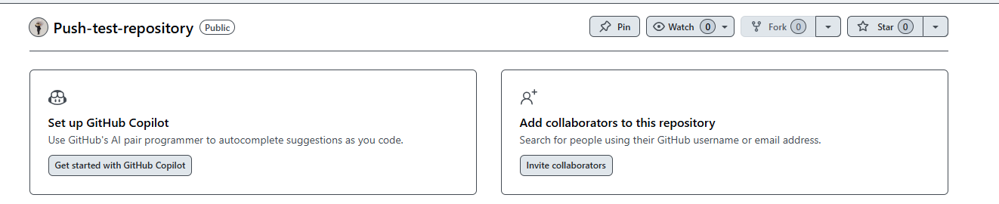 Push-test-repository Public Pin Watch 0 Fork 0 Star 0
Set up GitHub Copilot
Use GitHub's AI pair programmer to autocomplete suggestions as you code.
Get started with GitHub Copilot
Add collaborators to this repository
Search for people using their GitHub username or email address.
Invite collaborators